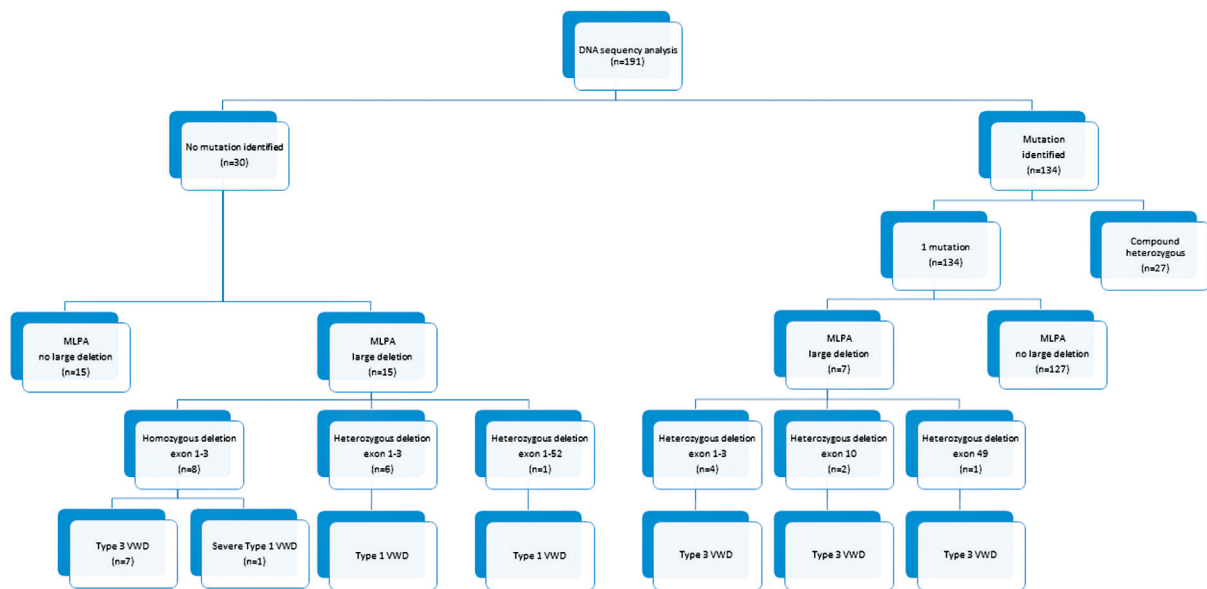 DNA sequency analysis
(n=191)
No mutation identified
(n=30)
Mutation
identified
(n=134)
1 mutation
(n=134)
Compound
heterozygous
(n=27)
MLPA
no large deletion
(n=15)
MLPA
large deletion
(n=15)
MLPA
large deletion
(n=7)
MLPA
no large deletion
(n=127)
Homozygous deletion
exon 1-3
(n=8)
Heterozygous deletion
exon 1-3
(n=6)
Heterozygous deletion
exon 1-52
(n=1)
Heterozygous deletion
exon 1-3
(n=4)
Heterozygous deletion
exon 10
(n=2)
Heterozygous deletion
exon 49
(n=1)
Type 3 VWD
(n=7)
Severe Type 1 VWD
(n=1)
Type 1 VWD
Type 1 VWD
Type 3 VWD
Type 3 VWD
Type 3 VWD